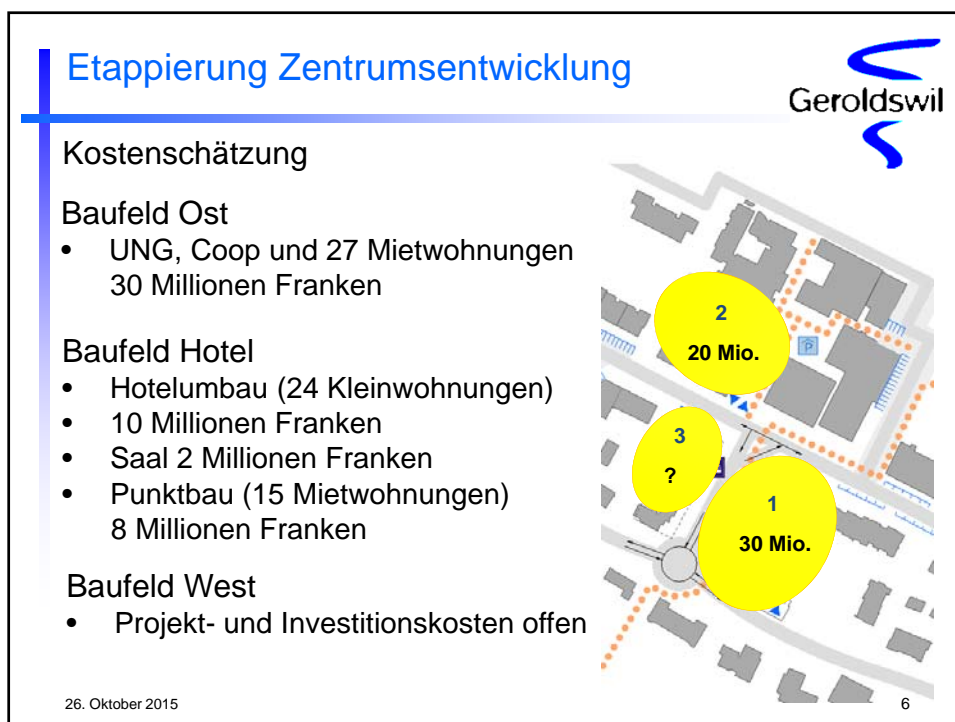 Etappierung Zentrumsentwicklung
Geroldswil
Kostenschätzung
Baufeld Ost
• UNG, Coop und 27 Mietwohnungen
30 Millionen Franken
Baufeld Hotel
• Hotelumbau (24 Kleinwohnungen)
• 10 Millionen Franken
• Saal 2 Millionen Franken
• Punktbau (15 Mietwohnungen)
8 Millionen Franken
Baufeld West
• Projekt- und Investitionskosten offen
2
20 Mio.
P
3
?
1
30 Mio.
26. Oktober 2015
6